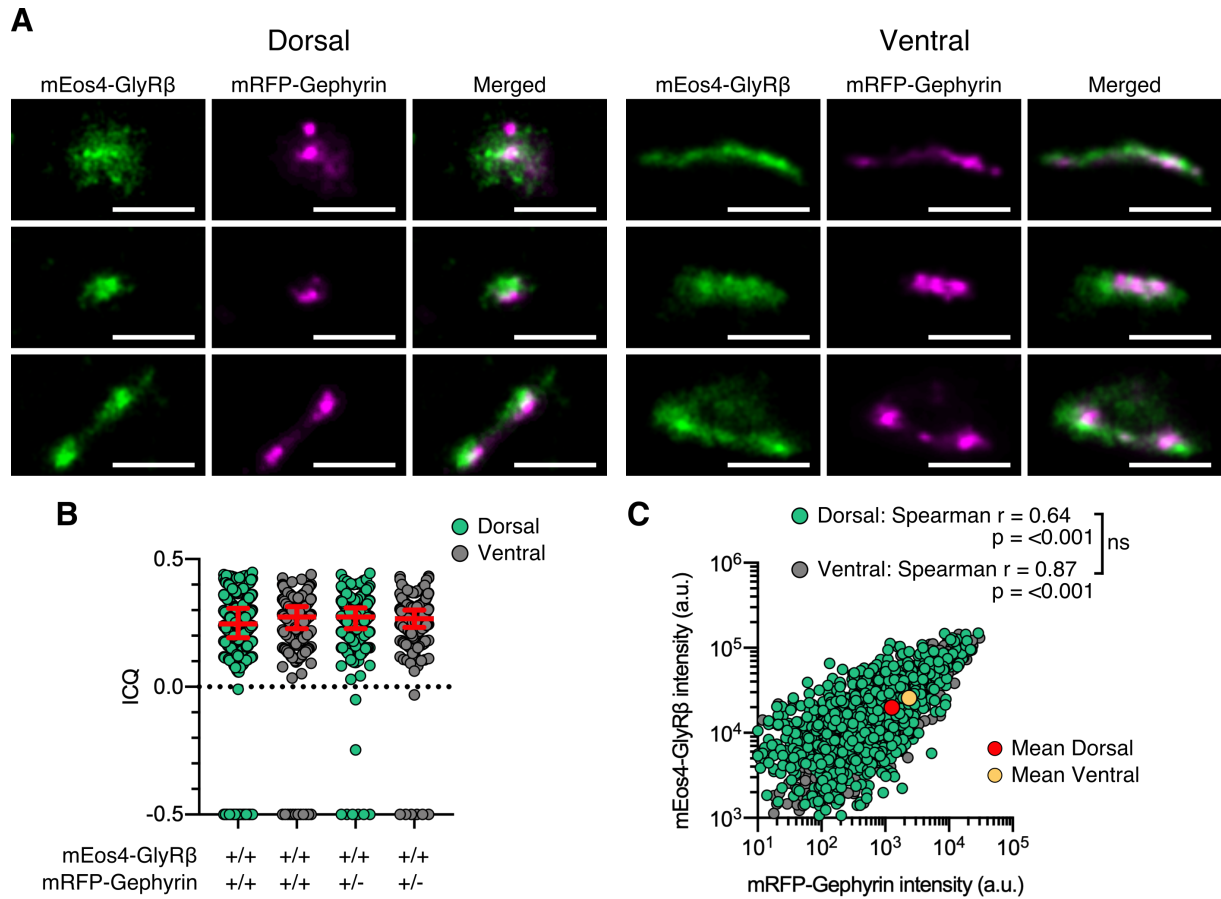 A
Dorsal
Ventral
mEos4-GlyRβ mRFP-Gephyrin Merged
mEos4-GlyRβ mRFP-Gephyrin Merged
B
Dorsal
Ventral
ICQ
0.5
0.0
-0.5
mEos4-GlyRβ +/+ +/+ +/+ +/+
mRFP-Gephyrin +/+ +/+ +/- +/-
C
Dorsal: Spearman r = 0.64
p = <0.001
ns
Ventral: Spearman r = 0.87
p = <0.001
mEos4-GlyRβ intensity (a.u.)
10⁶
10⁵
10⁴
10³
Mean Dorsal
Mean Ventral
10¹ 10² 10³ 10⁴ 10⁵
mRFP-Gephyrin intensity (a.u.)